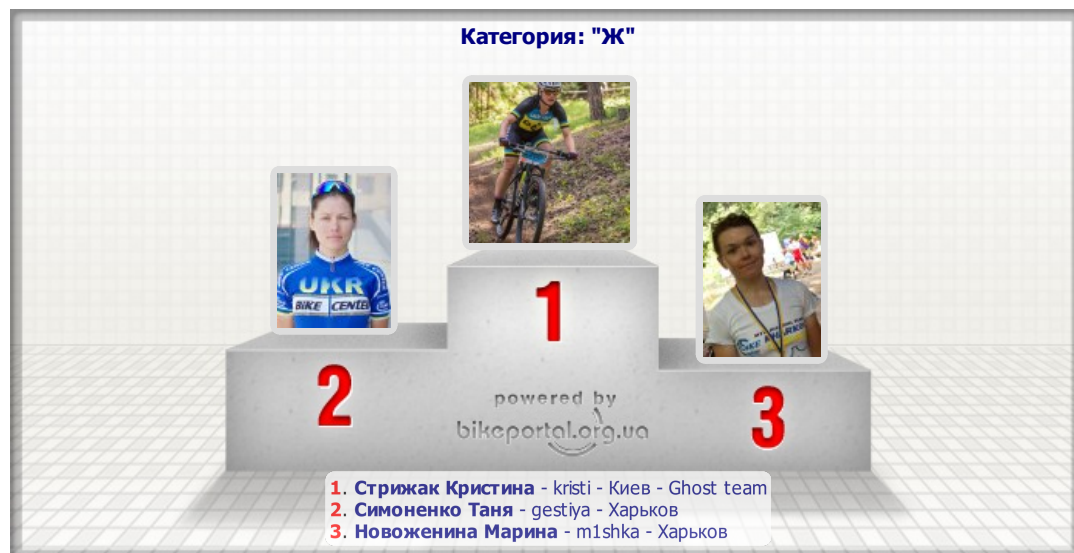 Категория: "Ж"
UKR
BIKE CENTER
1
2
3
powered by
bikeportal.org.ua
1. Стрижак Кристина - kristi - Киев - Ghost team
2. Симоненко Таня - gestiya - Харьков
3. Новоженина Марина - m1shka - Харьков